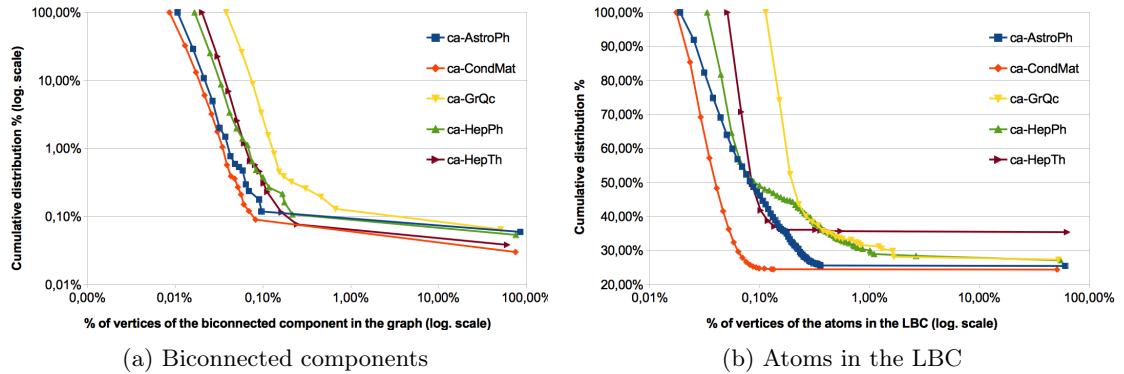 Cumulative distribution % (log. scale)
100,00%
10,00%
1,00%
0,10%
0,01%
0,00%
0,01%
0,10%
1,00%
10,00%
100,00%
ca-AstroPh
ca-CondMat
ca-GrQc
ca-HepPh
ca-HepTh
% of vertices of the biconnected component in the graph (log. scale)
(a) Biconnected components
Cumulative distribution %
100,00%
90,00%
80,00%
70,00%
60,00%
50,00%
40,00%
30,00%
20,00%
0,01%
0,10%
1,00%
10,00%
100,00%
ca-AstroPh
ca-CondMat
ca-GrQc
ca-HepPh
ca-HepTh
% of vertices of the atoms in the LBC (log. scale)
(b) Atoms in the LBC